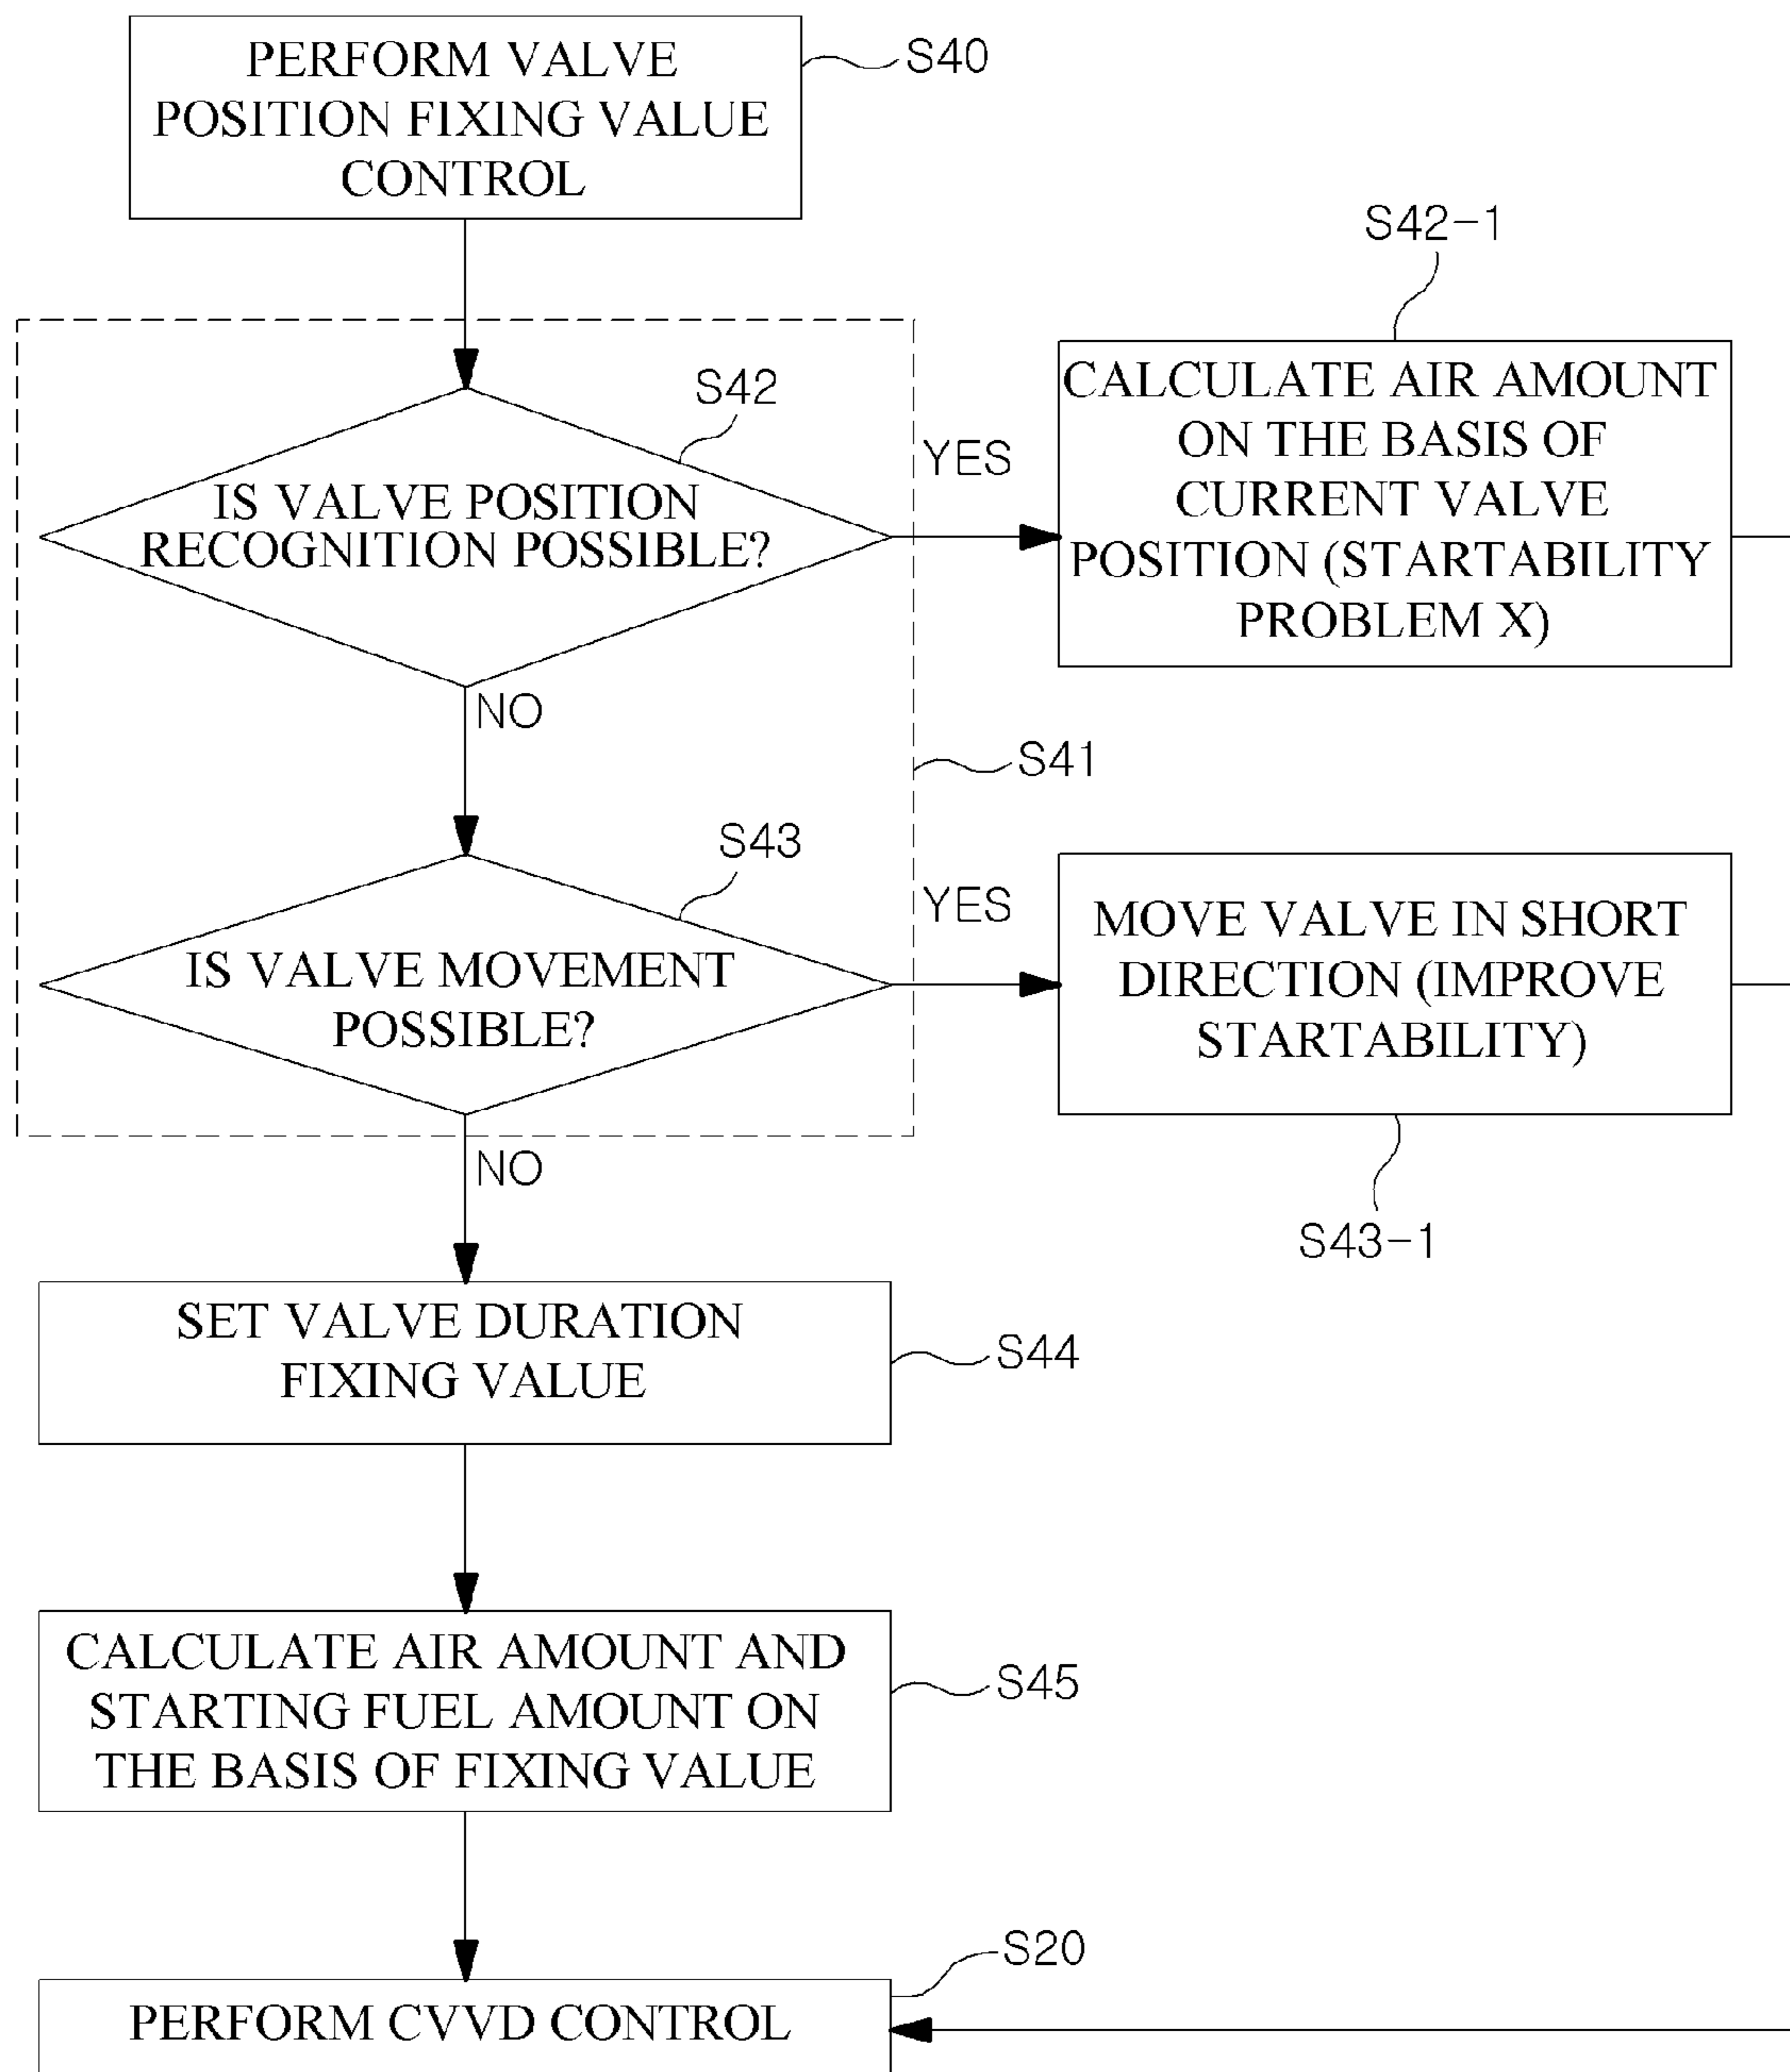 PERFORM VALVE
POSITION FIXING VALUE
CONTROL
S40
S42-1
S42
IS VALVE POSITION
RECOGNITION POSSIBLE?
YES
CALCULATE AIR AMOUNT
ON THE BASIS OF
CURRENT VALVE
POSITION (STARTABILITY
PROBLEM X)
NO
S41
S43
IS VALVE MOVEMENT
POSSIBLE?
YES
MOVE VALVE IN SHORT
DIRECTION (IMPROVE
STARTABILITY)
NO
S43-1
SET VALVE DURATION
FIXING VALUE
S44
CALCULATE AIR AMOUNT AND
STARTING FUEL AMOUNT ON
THE BASIS OF FIXING VALUE
S45
S20
PERFORM CVVD CONTROL